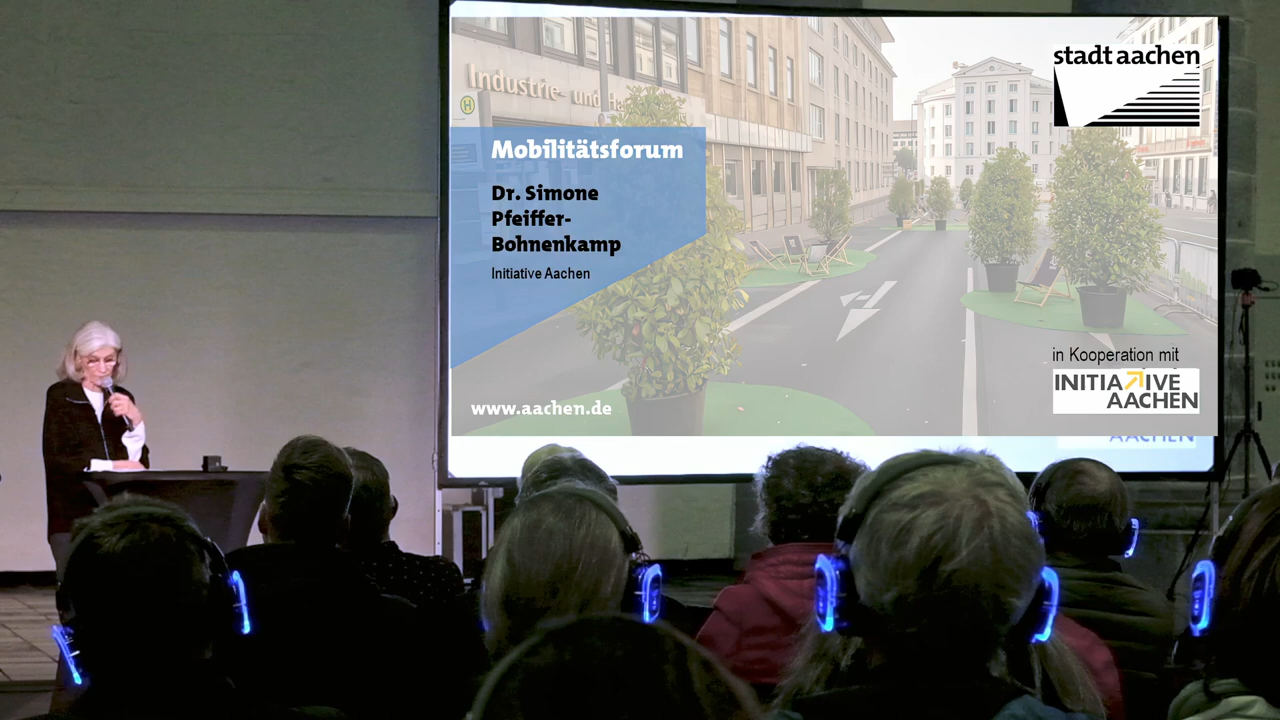 stadt aachen
Industrie- und Ha
H
Mobilitätsforum
Dr. Simone
Pfeiffer-
Bohnenkamp
Initiative Aachen
in Kooperation mit
INITIATIVE
AACHEN
www.aachen.de
AACHEN